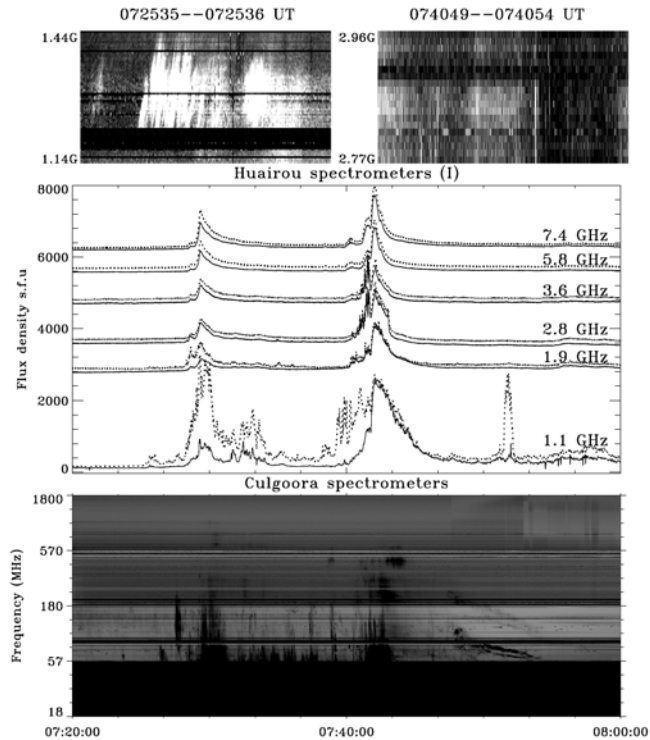 072535--072536 UT
074049--074054 UT
1.44G
1.14G
2.96G
2.77G
Huairou spectrometers (I)
Flux density s.f.u
8000
6000
4000
2000
0
7.4 GHz
5.8 GHz
3.6 GHz
2.8 GHz
1.9 GHz
1.1 GHz
Culgoora spectrometers
Frequency (MHz)
1800
570
180
57
18
07:20:00
07:40:00
08:00:00